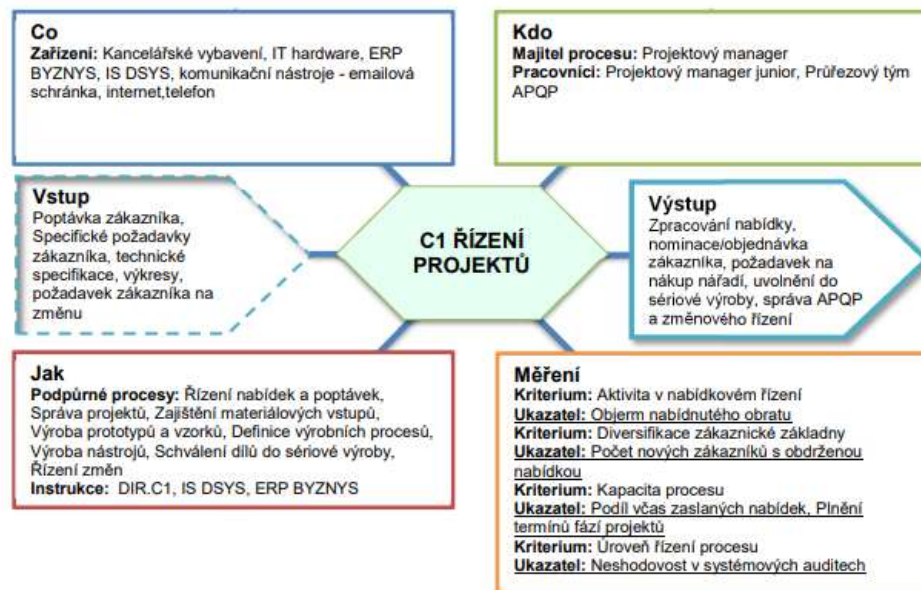 Co
Zařízení: Kancelářské vybavení, IT hardware, ERP
BYZNYS, IS DSYS, komunikační nástroje - emailová
schránka, internet,telefon
Kdo
Majitel procesu: Projektový manager
Pracovníci: Projektový manager junior, Průřezový tým
APQP
Vstup
Poptávka zákazníka,
Specifické požadavky
zákazníka, technické
specifikace, výkresy,
požadavek zákazníka na
změnu
C1 ŘÍZENÍ
PROJEKTŮ
Výstup
Zpracování nabídky,
nominace/objednávka
zákazníka, požadavek na
nákup nářadí, uvolnění do
sériové výroby, správa APQP
a změnového řízení
Jak
Podpůrné procesy: Řízení nabídek a poptávek,
Správa projektů, Zajištění materiálových vstupů,
Výroba prototypů a vzorků, Definice výrobních procesů,
Výroba nástrojů, Schválení dílů do sériové výroby,
Řízení změn
Instrukce: DIR.C1, IS DSYS, ERP BYZNYS
Měření
Kriterium: Aktivita v nabídkovém řízení
Ukazatel: Objerm nabídnutého obratu
Kriterium: Diversifikace zákaznické základny
Ukazatel: Počet nových zákazníků s obdrženou
nabídkou
Kriterium: Kapacita procesu
Ukazatel: Podíl včas zaslaných nabídek, Plnění
termínů fází projektů
Kriterium: Úroveň řízení procesu
Ukazatel: Neshodovost v systémových auditech